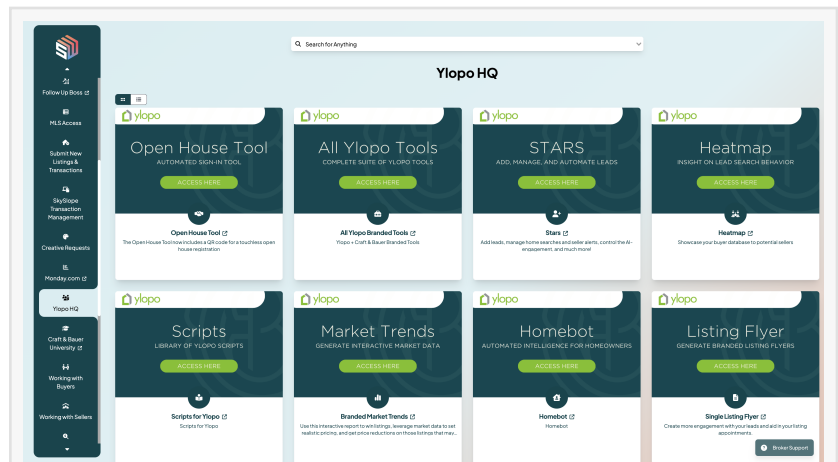 Search for Anything
Ylopo HQ
Follow Up Boss
MLS Access
Submit New
Listings &
Transactions
SkySlope
Transaction
Management
Creative Requests
Monday.com
Ylopo HQ
Craft & Bauer
University
Working with
Buyers
Working with Sellers
ylopo
Open House Tool
AUTOMATED SIGN-IN TOOL
ACCESS HERE
Open House Tool
The Open House Tool now includes a QR code for a touchless open
house registration
ylopo
All Ylopo Tools
COMPLETE SUITE OF YLOPO TOOLS
ACCESS HERE
All Ylopo Branded Tools
Ylopo + Craft & Bauer Branded Tools
ylopo
STARS
ADD, MANAGE, AND AUTOMATE LEADS
ACCESS HERE
Stars
Add leads, manage home searches and seller alerts, control the AI-
engagement, and much more!
ylopo
Heatmap
INSIGHT ON LEAD SEARCH BEHAVIOR
ACCESS HERE
Heatmap
Showcase your buyer database to potential sellers
ylopo
Scripts
LIBRARY OF YLOPO SCRIPTS
ACCESS HERE
Scripts for Ylopo
Scripts for Ylopo
ylopo
Market Trends
GENERATE INTERACTIVE MARKET DATA
ACCESS HERE
Branded Market Trends
Use this interactive report to win listings, leverage market data to set
realistic pricing, and get price reductions on those listings that may...
ylopo
Homebot
AUTOMATED INTELLIGENCE FOR HOMEOWNERS
ACCESS HERE
Homebot
Homebot
ylopo
Listing Flyer
GENERATE BRANDED LISTING FLYERS
ACCESS HERE
Single Listing Flyer
Create more engagement with your leads and aid in your listing
appointments.
Broker Support